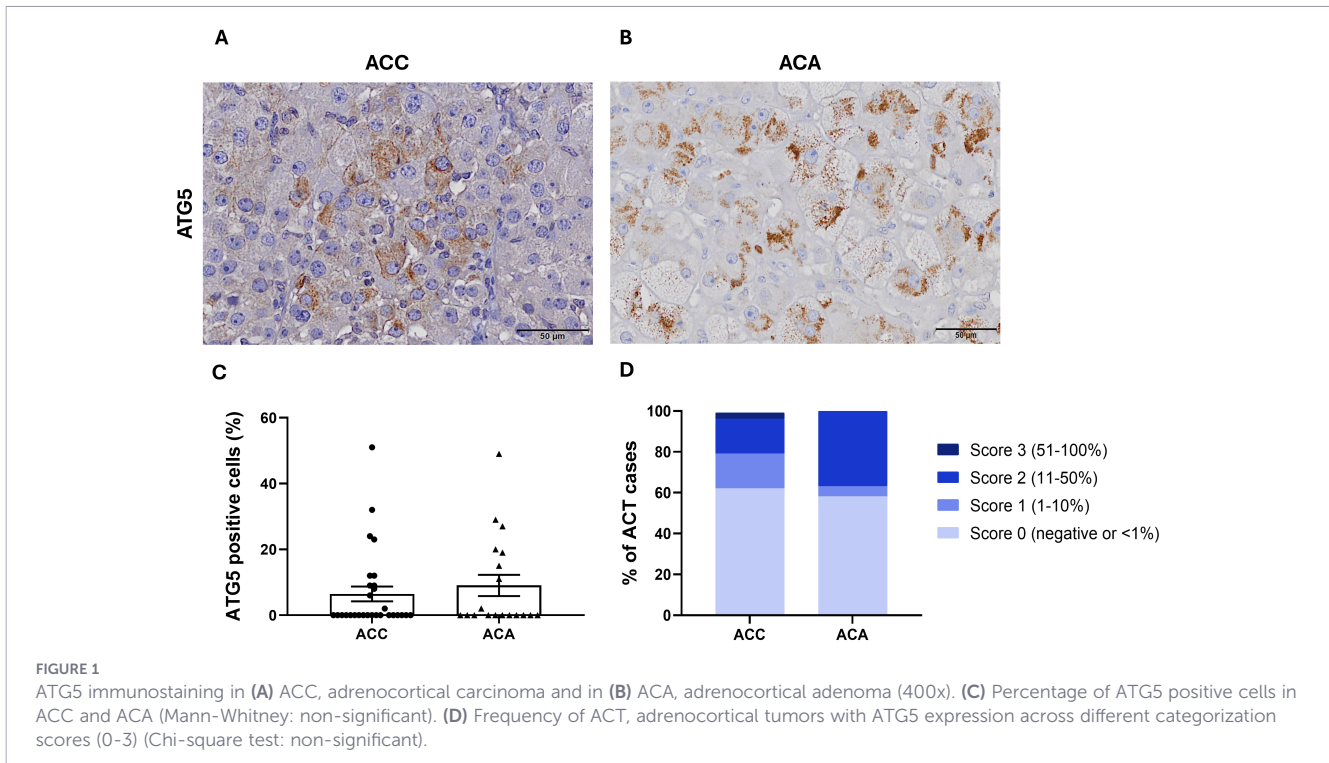 A
B
ACC
ACA
ATG5
50 µm
50 µm
C
D
ATG5 positive cells (%)
60
40
20
0
ACC
ACA
% of ACT cases
100
80
60
40
20
0
ACC
ACA
Score 3 (51-100%)
Score 2 (11-50%)
Score 1 (1-10%)
Score 0 (negative or <1%)
FIGURE 1
ATG5 immunostaining in (A) ACC, adrenocortical carcinoma and in (B) ACA, adrenocortical adenoma (400x). (C) Percentage of ATG5 positive cells in
ACC and ACA (Mann-Whitney: non-significant). (D) Frequency of ACT, adrenocortical tumors with ATG5 expression across different categorization
scores (0-3) (Chi-square test: non-significant).